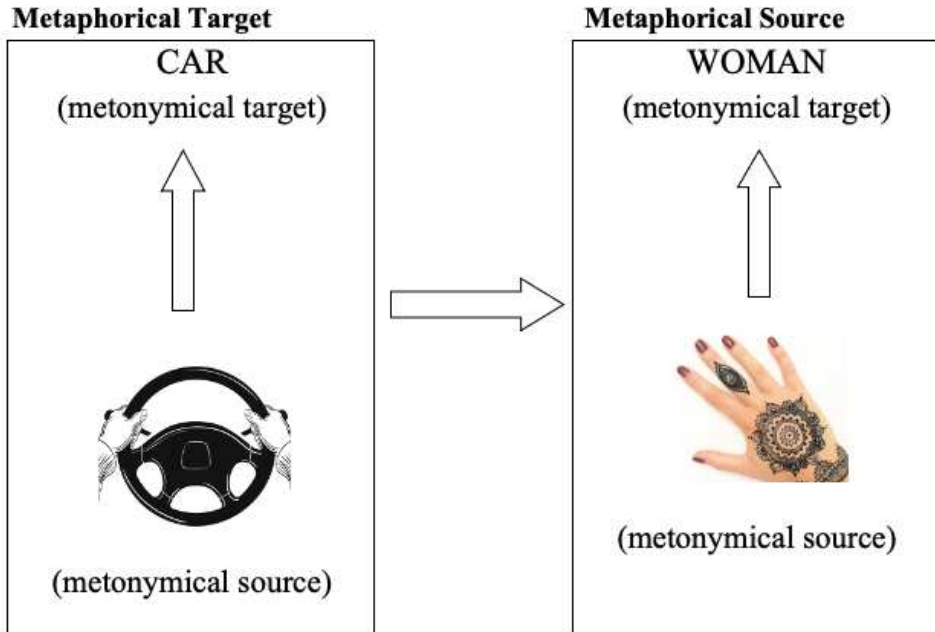 Metaphorical Target
CAR
(metonymical target)
(metonymical source)
Metaphorical Source
WOMAN
(metonymical target)
(metonymical source)